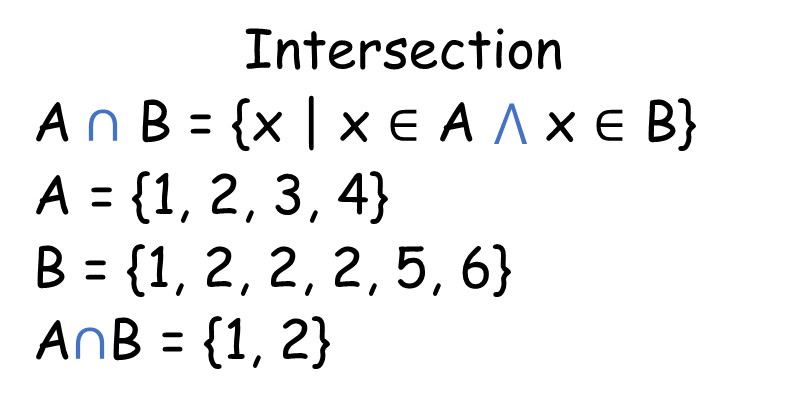 Intersection
A ∩ B = {x | x ∈ A ∧ x ∈ B}
A = {1, 2, 3, 4}
B = {1, 2, 2, 2, 5, 6}
A∩B = {1, 2}